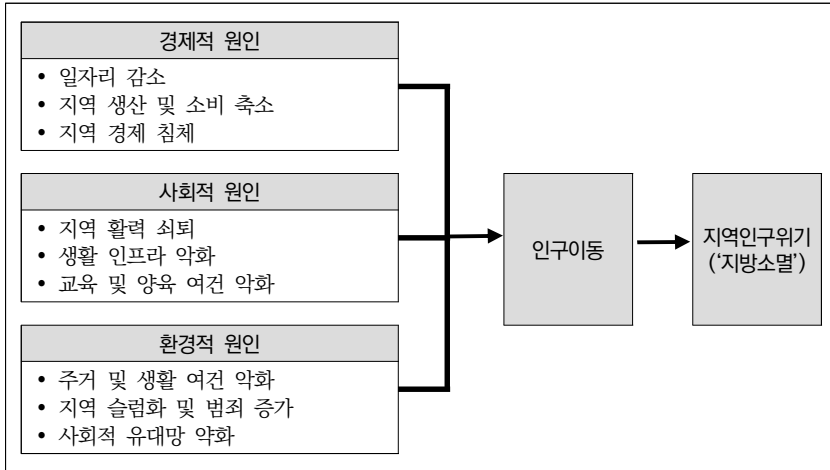 경제적 원인
• 일자리 감소
• 지역 생산 및 소비 축소
• 지역 경제 침체
사회적 원인
• 지역 활력 쇠퇴
• 생활 인프라 악화
• 교육 및 양육 여건 악화
환경적 원인
• 주거 및 생활 여건 악화
• 지역 슬럼화 및 범죄 증가
• 사회적 유대망 약화
인구이동
지역인구위기
(‘지방소멸’)